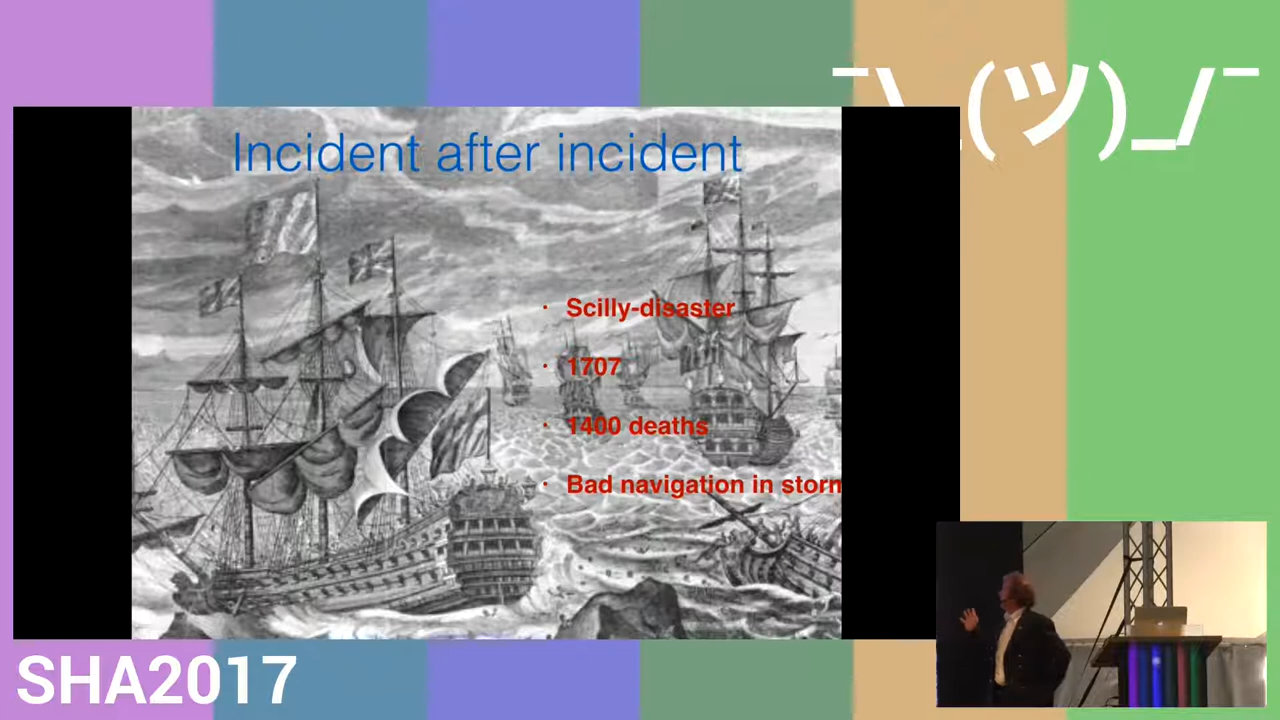 ¯\_(ツ)_/¯
Incident after incident
· Scilly-disaster
· 1707
· 1400 deaths
· Bad navigation in storm
SHA2017